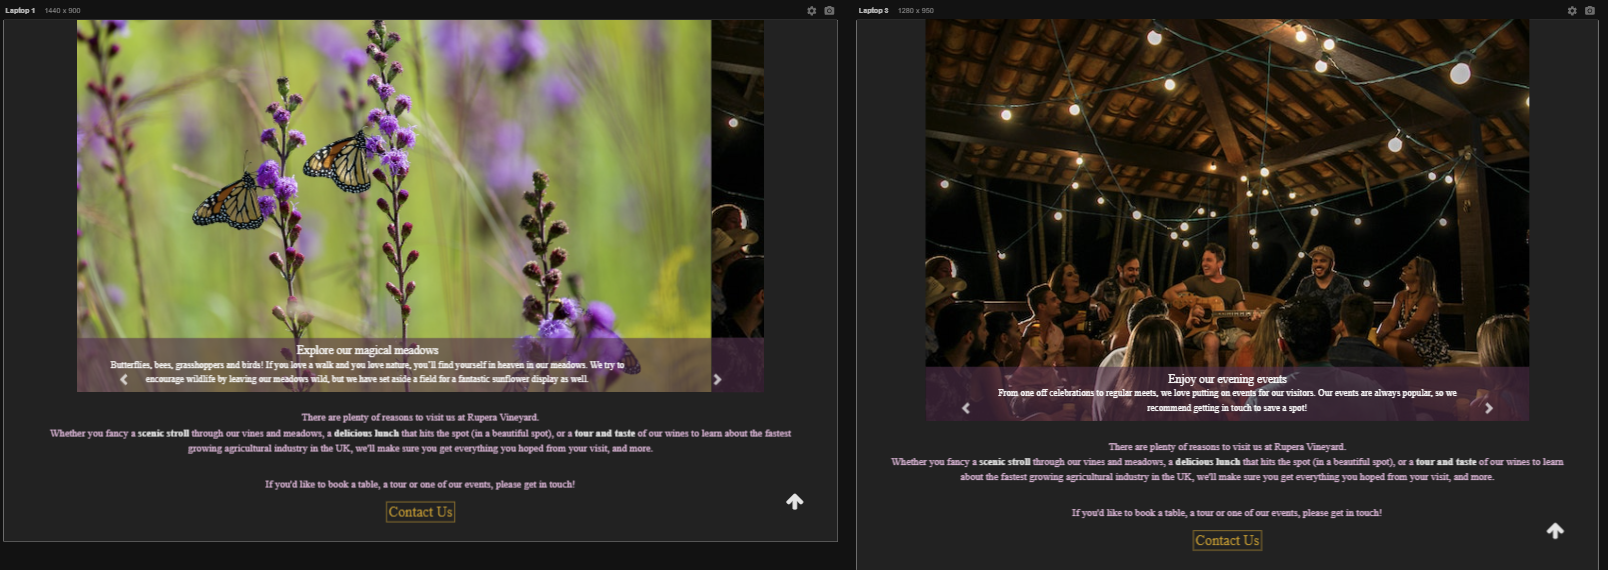 Laptop 1 1440 x 900
Explore our magical meadows
Butterflies, bees, grasshoppers and birds! If you love a walk and you love nature, you'll find yourself in heaven in our meadows. We try to
encourage wildlife by leaving our meadows wild, but we have set aside a field for a fantastic sunflower display as well.
There are plenty of reasons to visit us at Rupera Vineyard.
Whether you fancy a scenic stroll through our vines and meadows, a delicious lunch that hits the spot (in a beautiful spot), or a tour and taste of our wines to learn about the fastest
growing agricultural industry in the UK, we'll make sure you get everything you hoped from your visit, and more.
If you'd like to book a table, a tour or one of our events, please get in touch!
Contact Us
Laptop 3 1280 x 950
Enjoy our evening events
From one off celebrations to regular meets, we love putting on events for our visitors. Our events are always popular, so we
recommend getting in touch to save a spot!
There are plenty of reasons to visit us at Rupera Vineyard.
Whether you fancy a scenic stroll through our vines and meadows, a delicious lunch that hits the spot (in a beautiful spot), or a tour and taste of our wines to learn
about the fastest growing agricultural industry in the UK, we'll make sure you get everything you hoped from your visit, and more.
If you'd like to book a table, a tour or one of our events, please get in touch!
Contact Us